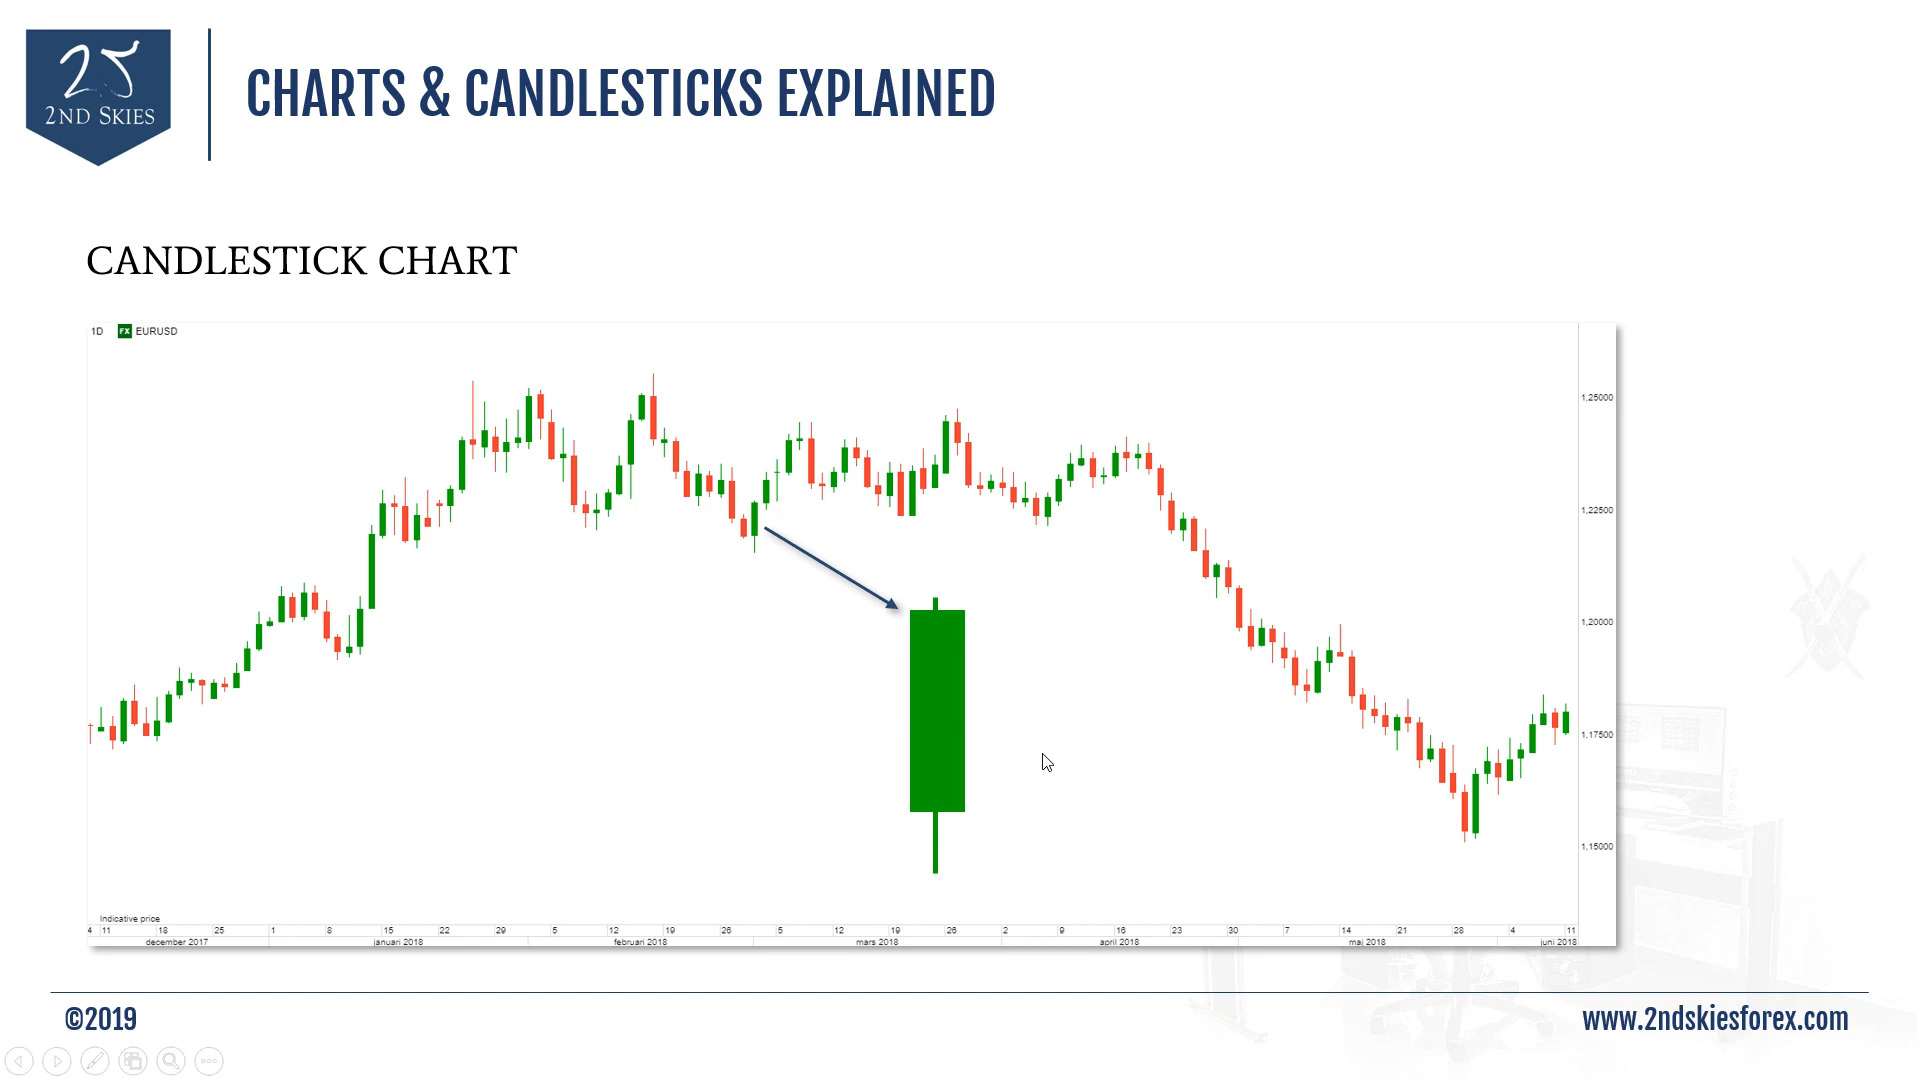 2S
2ND SKIES
CHARTS & CANDLESTICKS EXPLAINED
CANDLESTICK CHART
1D FX EURUSD
1,25000
1,22500
1,20000
1,17500
1,15000
Indicative price
4 11 18 25 1 8 15 22 29 5 12 19 26 5 12 19 26 2 9 16 23 30 7 14 21 28 4 11
december 2017 januari 2018 februari 2018 mars 2018 april 2018 maj 2018 juni 2018
©2019
www.2ndskiesforex.com